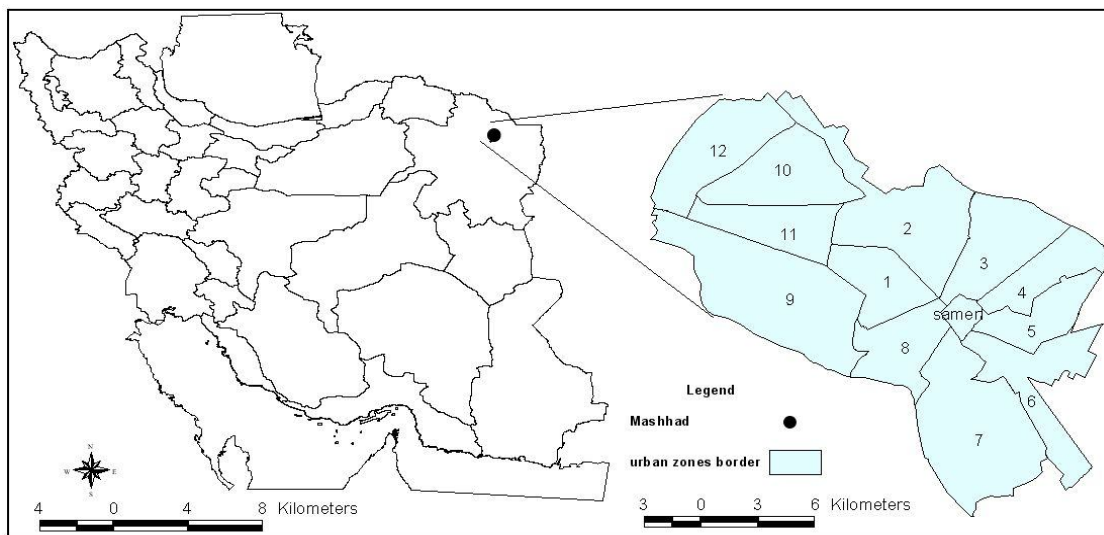 12
10
2
11
3
1
4
9
samen
5
8
6
7
Legend
Mashhad
urban zones border
N
W E
S
4 0 4 8 Kilometers
3 0 3 6 Kilometers